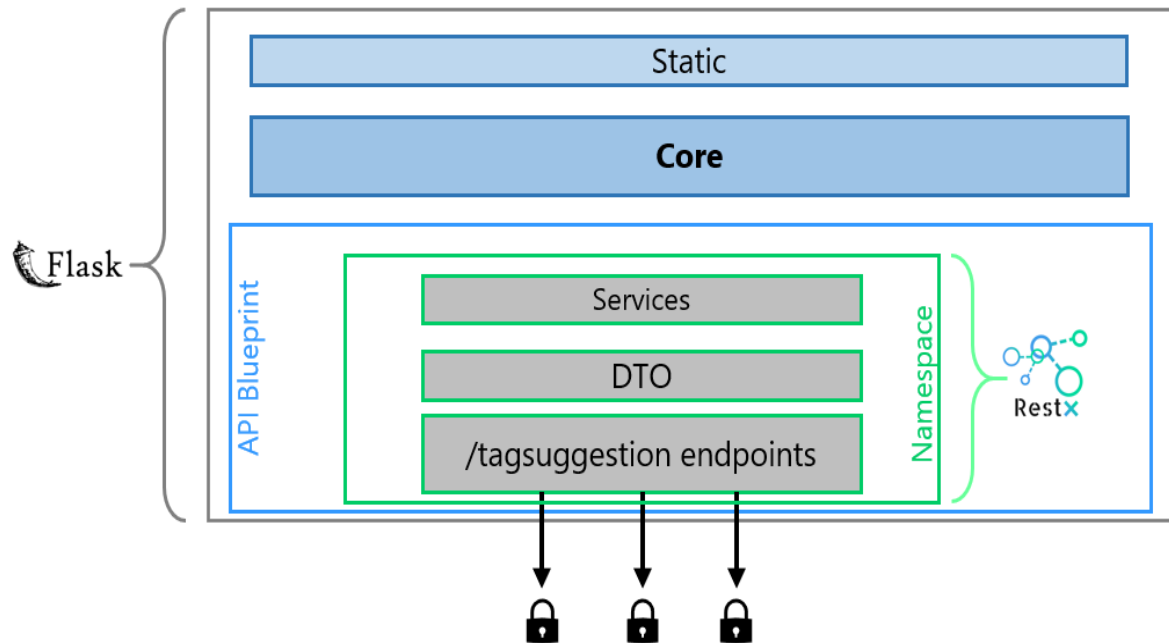 Static
Core
Flask
API Blueprint
Services
DTO
/tagsuggestion endpoints
Namespace
Restx